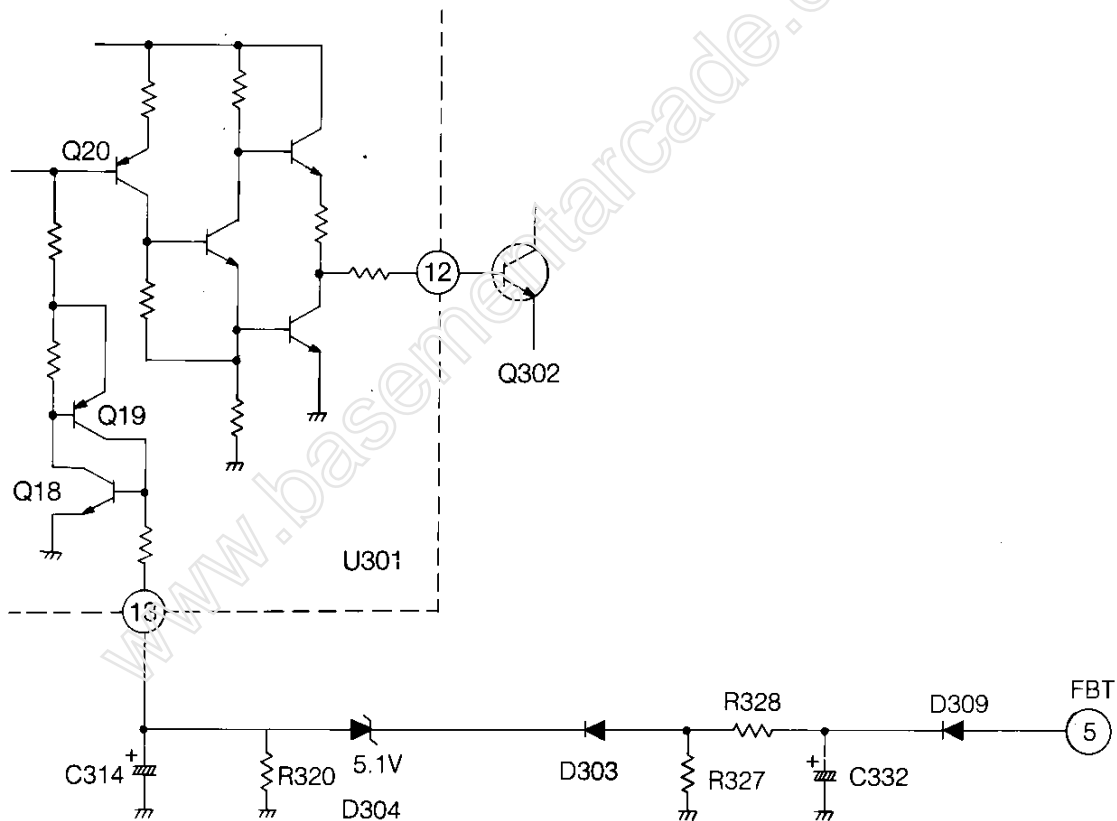 Q20
12
Q302
Q19
Q18
U301
13
FBT
5
R328
D309
+
C314
R320
5.1V
D304
D303
R327
+
C332
www.basementarcade.c